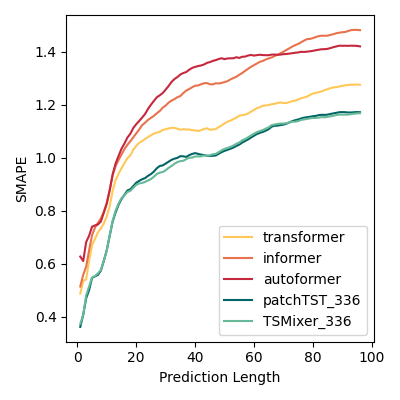 SMAPE
1.4
1.2
1.0
0.8
0.6
0.4
transformer
informer
autoformer
patchTST_336
TSMixer_336
0 20 40 60 80 100
Prediction Length